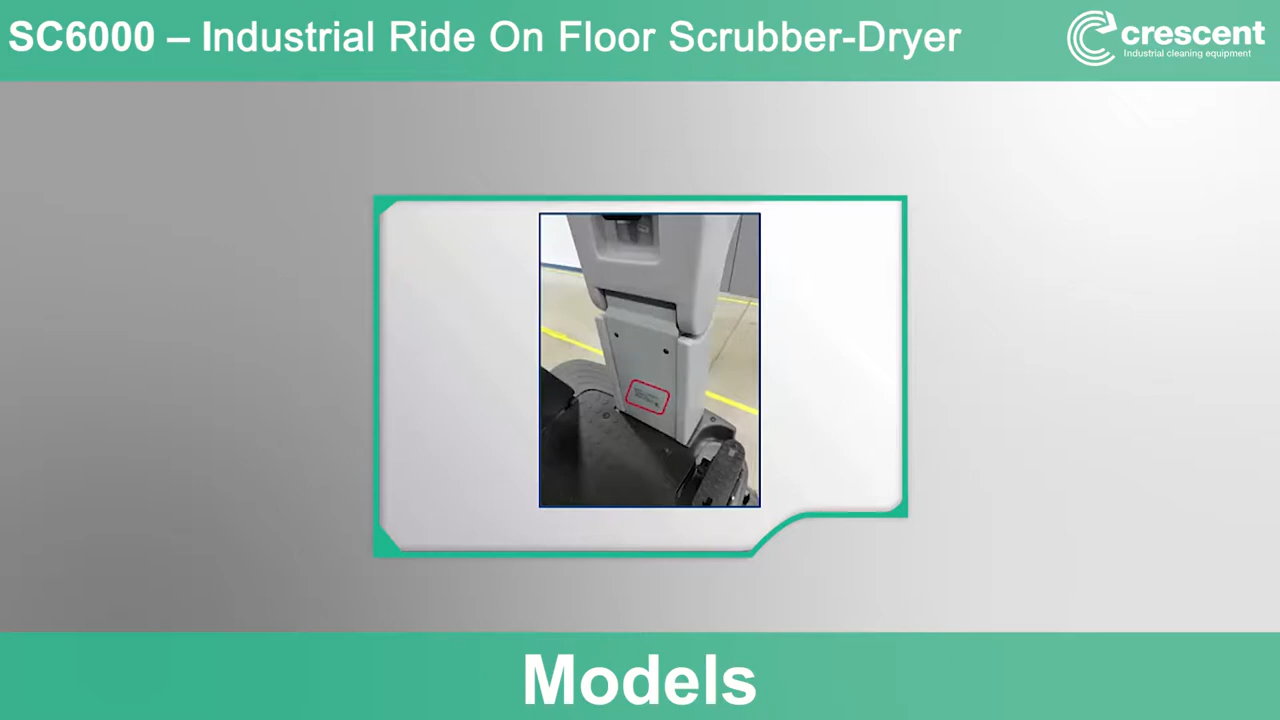 SC6000 – Industrial Ride On Floor Scrubber-Dryer
crescent
Industrial cleaning equipment
Models